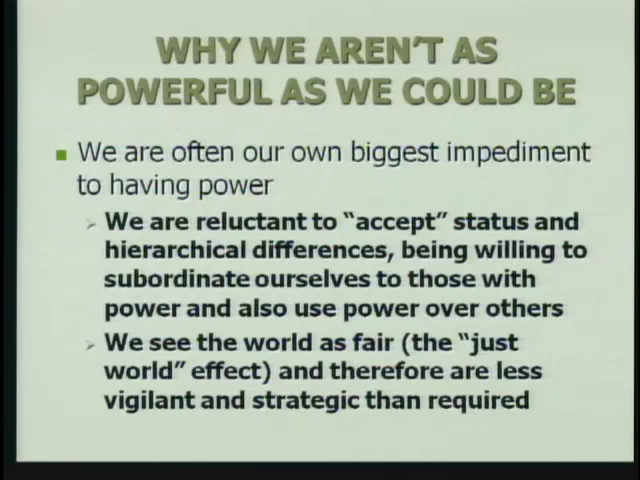 WHY WE AREN'T AS
POWERFUL AS WE COULD BE
We are often our own biggest impediment
to having power
We are reluctant to “accept” status and
hierarchical differences, being willing to
subordinate ourselves to those with
power and also use power over others
We see the world as fair (the “just
world” effect) and therefore are less
vigilant and strategic than required